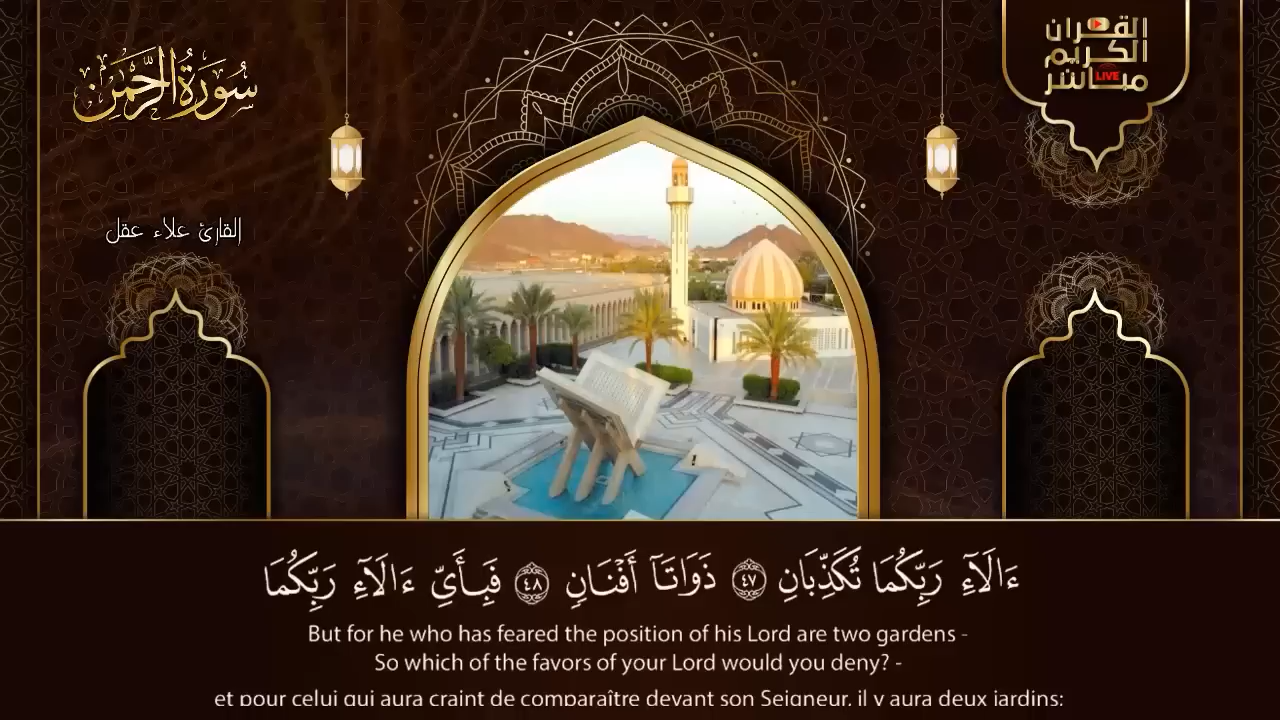 سُورَةُ الرَّحْمٰن
القرآن
الكريم
مباشر
LIVE
القارئ علاء عقل
ءَالَآءِ رَبِّكُمَا تُكَذِّبَانِ ٤٧ ذَوَاتَآ أَفْنَانٍ ٤٨ فَبِأَىِّ ءَالَآءِ رَبِّكُمَا
But for he who has feared the position of his Lord are two gardens -
So which of the favors of your Lord would you deny? -
et pour celui qui aura craint de comparaître devant son Seigneur, il y aura deux jardins: